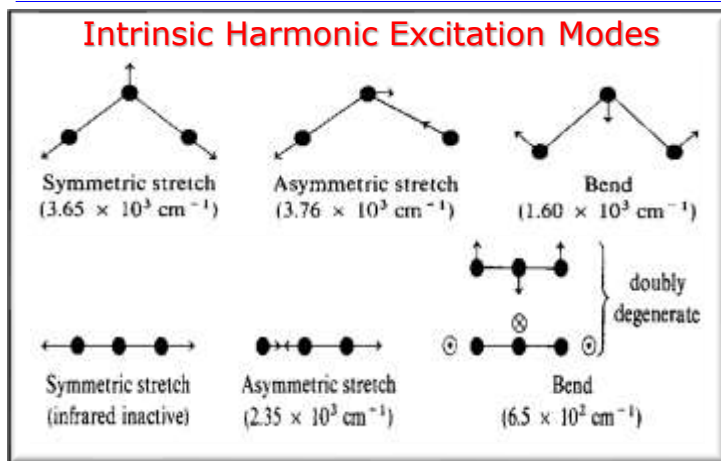 Intrinsic Harmonic Excitation Modes
Symmetric stretch
(3.65 × 10³ cm⁻¹)
Asymmetric stretch
(3.76 × 10³ cm⁻¹)
Bend
(1.60 × 10³ cm⁻¹)
doubly
degenerate
Symmetric stretch
(infrared inactive)
Asymmetric stretch
(2.35 × 10³ cm⁻¹)
Bend
(6.5 × 10² cm⁻¹)